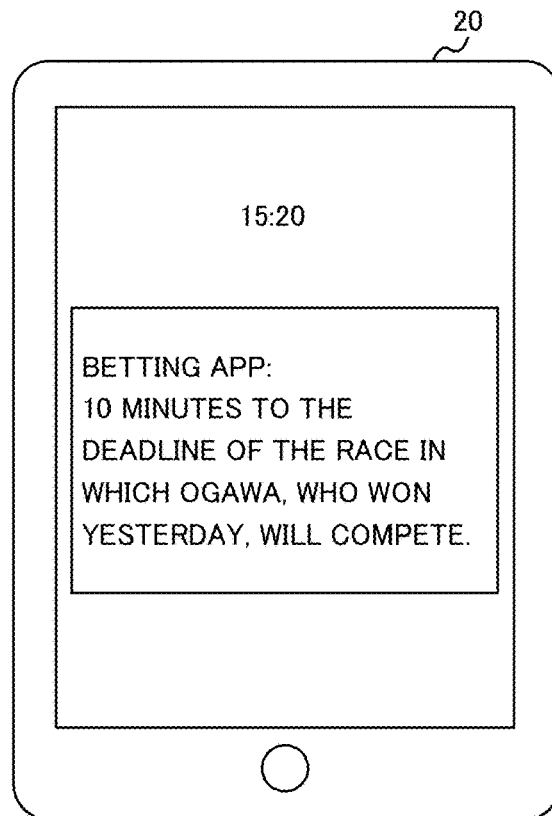 20
15:20
BETTING APP:
10 MINUTES TO THE
DEADLINE OF THE RACE IN
WHICH OGAWA, WHO WON
YESTERDAY, WILL COMPETE.